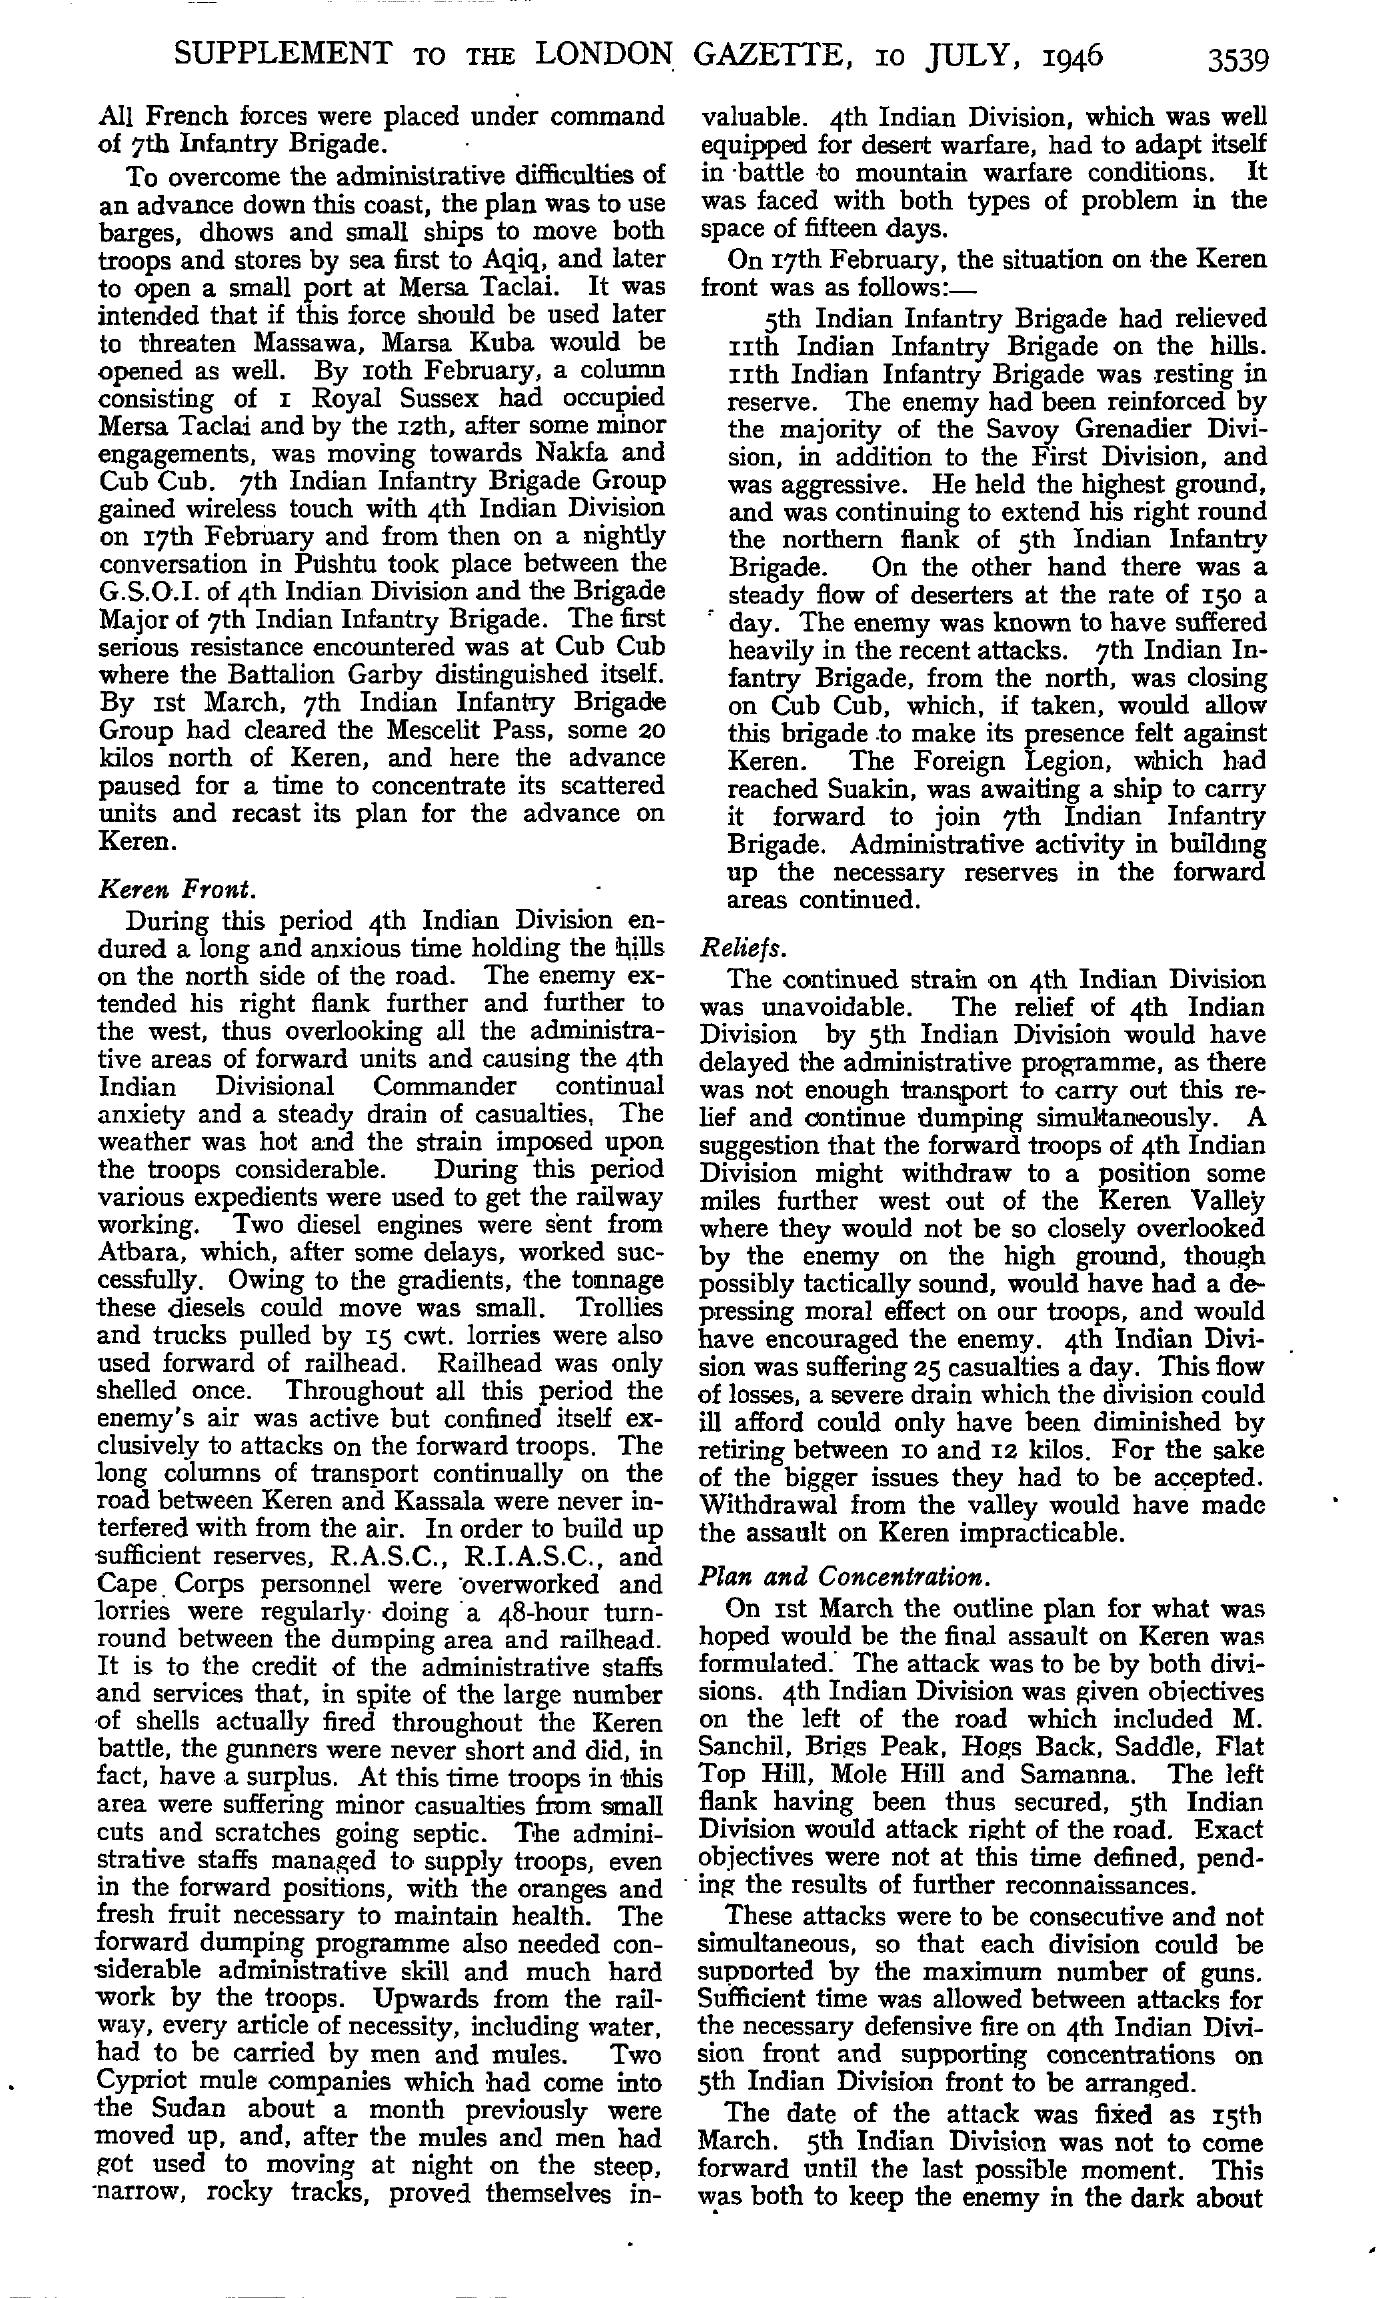 SUPPLEMENT TO THE LONDON GAZETTE, 10 JULY, 1946 3539
All French forces were placed under command
of 7th Infantry Brigade.
To overcome the administrative difficulties of
an advance down this coast, the plan was to use
barges, dhows and small ships to move both
troops and stores by sea first to Aqiq, and later
to open a small port at Mersa Taclai. It was
intended that if this force should be used later
to threaten Massawa, Marsa Kuba would be
opened as well. By 10th February, a column
consisting of 1 Royal Sussex had occupied
Mersa Taclai and by the 12th, after some minor
engagements, was moving towards Nakfa and
Cub Cub. 7th Indian Infantry Brigade Group
gained wireless touch with 4th Indian Division
on 17th February and from then on a nightly
conversation in Pushtu took place between the
G.S.O.I. of 4th Indian Division and the Brigade
Major of 7th Indian Infantry Brigade. The first
serious resistance encountered was at Cub Cub
where the Battalion Garby distinguished itself.
By 1st March, 7th Indian Infantry Brigade
Group had cleared the Mescelit Pass, some 20
kilos north of Keren, and here the advance
paused for a time to concentrate its scattered
units and recast its plan for the advance on
Keren.
Keren Front.
During this period 4th Indian Division en-
dured a long and anxious time holding the hills
on the north side of the road. The enemy ex-
tended his right flank further and further to
the west, thus overlooking all the administra-
tive areas of forward units and causing the 4th
Indian Divisional Commander continual
anxiety and a steady drain of casualties. The
weather was hot and the strain imposed upon
the troops considerable. During this period
various expedients were used to get the railway
working. Two diesel engines were sent from
Atbara, which, after some delays, worked suc-
cessfully. Owing to the gradients, the tonnage
these diesels could move was small. Trollies
and trucks pulled by 15 cwt. lorries were also
used forward of railhead. Railhead was only
shelled once. Throughout all this period the
enemy's air was active but confined itself ex-
clusively to attacks on the forward troops. The
long columns of transport continually on the
road between Keren and Kassala were never in-
terfered with from the air. In order to build up
sufficient reserves, R.A.S.C., R.I.A.S.C., and
Cape Corps personnel were overworked and
lorries were regularly doing a 48-hour turn-
round between the dumping area and railhead.
It is to the credit of the administrative staffs
and services that, in spite of the large number
of shells actually fired throughout the Keren
battle, the gunners were never short and did, in
fact, have a surplus. At this time troops in this
area were suffering minor casualties from small
cuts and scratches going septic. The admini-
strative staffs managed to supply troops, even
in the forward positions, with the oranges and
fresh fruit necessary to maintain health. The
forward dumping programme also needed con-
siderable administrative skill and much hard
work by the troops. Upwards from the rail-
way, every article of necessity, including water,
had to be carried by men and mules. Two
Cypriot mule companies which had come into
the Sudan about a month previously were
moved up, and, after the mules and men had
got used to moving at night on the steep,
narrow, rocky tracks, proved themselves in-
valuable. 4th Indian Division, which was well
equipped for desert warfare, had to adapt itself
in battle to mountain warfare conditions. It
was faced with both types of problem in the
space of fifteen days.
On 17th February, the situation on the Keren
front was as follows:—
5th Indian Infantry Brigade had relieved
11th Indian Infantry Brigade on the hills.
11th Indian Infantry Brigade was resting in
reserve. The enemy had been reinforced by
the majority of the Savoy Grenadier Divi-
sion, in addition to the First Division, and
was aggressive. He held the highest ground,
and was continuing to extend his right round
the northern flank of 5th Indian Infantry
Brigade. On the other hand there was a
steady flow of deserters at the rate of 150 a
day. The enemy was known to have suffered
heavily in the recent attacks. 7th Indian In-
fantry Brigade, from the north, was closing
on Cub Cub, which, if taken, would allow
this brigade to make its presence felt against
Keren. The Foreign Legion, which had
reached Suakin, was awaiting a ship to carry
it forward to join 7th Indian Infantry
Brigade. Administrative activity in building
up the necessary reserves in the forward
areas continued.
Reliefs.
The continued strain on 4th Indian Division
was unavoidable. The relief of 4th Indian
Division by 5th Indian Division would have
delayed the administrative programme, as there
was not enough transport to carry out this re-
lief and continue dumping simultaneously. A
suggestion that the forward troops of 4th Indian
Division might withdraw to a position some
miles further west out of the Keren Valley
where they would not be so closely overlooked
by the enemy on the high ground, though
possibly tactically sound, would have had a de-
pressing moral effect on our troops, and would
have encouraged the enemy. 4th Indian Divi-
sion was suffering 25 casualties a day. This flow
of losses, a severe drain which the division could
ill afford could only have been diminished by
retiring between 10 and 12 kilos. For the sake
of the bigger issues they had to be accepted.
Withdrawal from the valley would have made
the assault on Keren impracticable.
Plan and Concentration.
On 1st March the outline plan for what was
hoped would be the final assault on Keren was
formulated. The attack was to be by both divi-
sions. 4th Indian Division was given objectives
on the left of the road which included M.
Sanchil, Brigs Peak, Hogs Back, Saddle, Flat
Top Hill, Mole Hill and Samanna. The left
flank having been thus secured, 5th Indian
Division would attack right of the road. Exact
objectives were not at this time defined, pend-
ing the results of further reconnaissances.
These attacks were to be consecutive and not
simultaneous, so that each division could be
supported by the maximum number of guns.
Sufficient time was allowed between attacks for
the necessary defensive fire on 4th Indian Divi-
sion front and supporting concentrations on
5th Indian Division front to be arranged.
The date of the attack was fixed as 15th
March. 5th Indian Division was not to come
forward until the last possible moment. This
was both to keep the enemy in the dark about